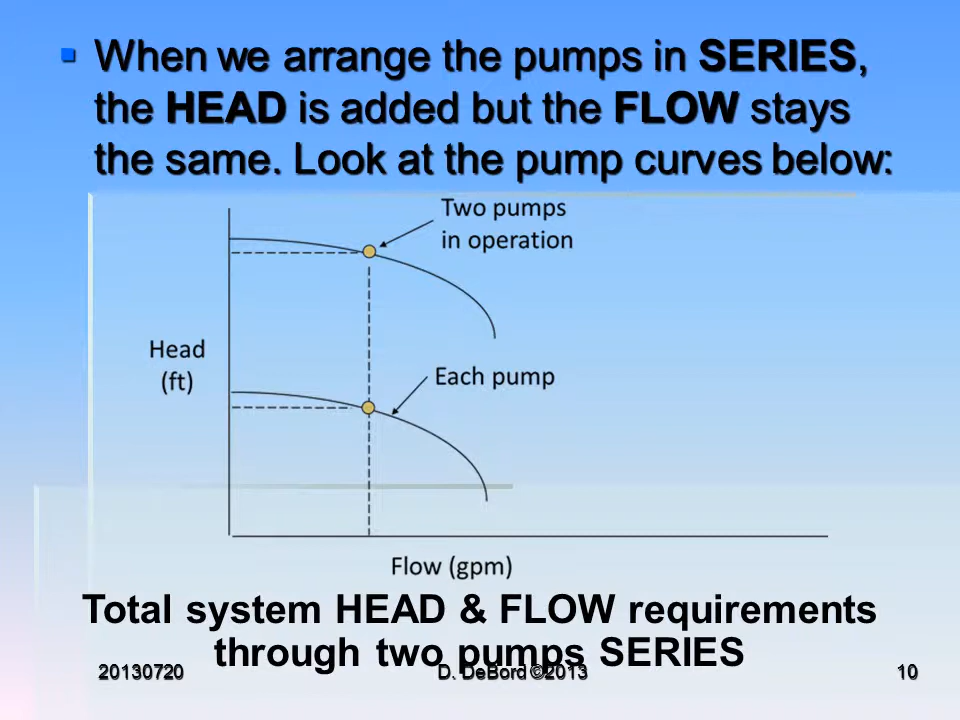 When we arrange the pumps in SERIES,
the HEAD is added but the FLOW stays
the same. Look at the pump curves below:
Two pumps
in operation
Head
(ft)
Each pump
Flow (gpm)
Total system HEAD & FLOW requirements
through two pumps SERIES
20130720 D. DeBord ©2013 10